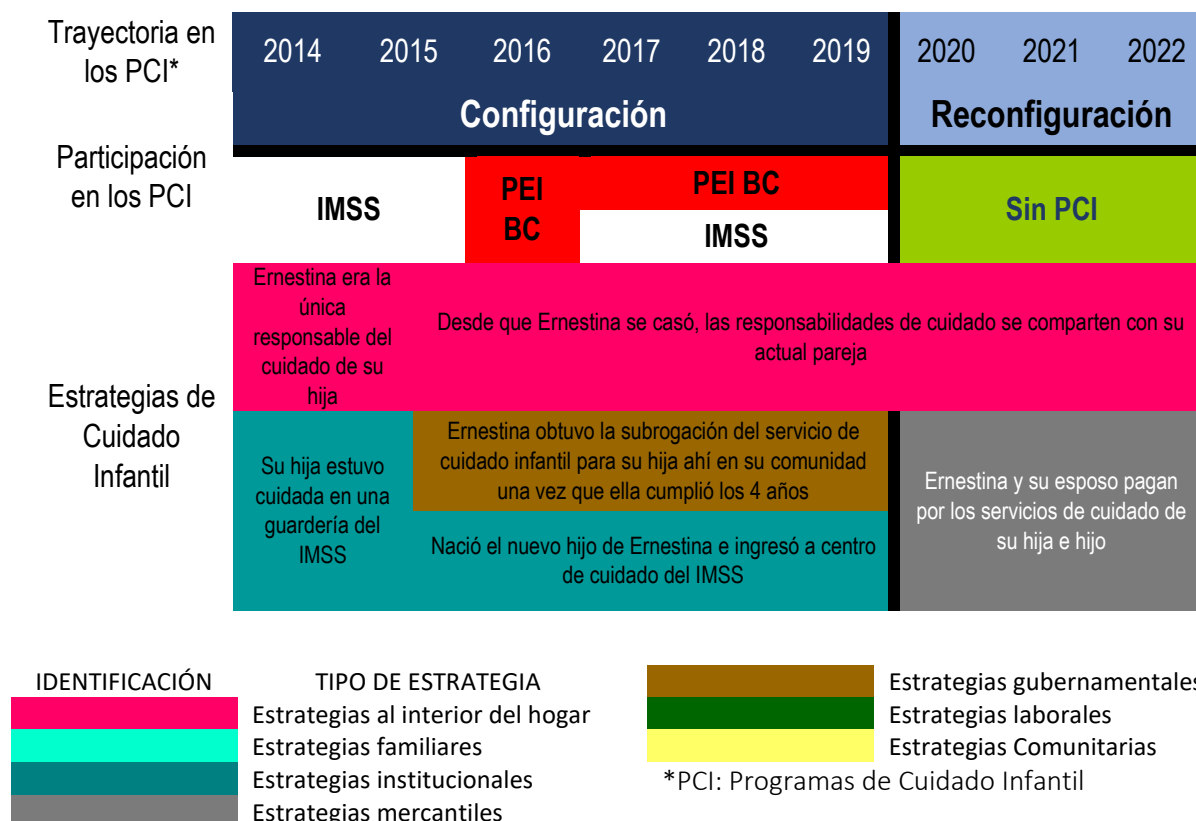 Trayectoria en
los PCI*
2014 2015 2016 2017 2018 2019 2020 2021 2022
Configuración Reconfiguración
Participación
en los PCI
IMSS
PEI
BC
PEI BC
IMSS
Sin PCI
Estrategias de
Cuidado
Infantil
Ernestina era la
única
responsable del
cuidado de su
hija
Desde que Ernestina se casó, las responsabilidades de cuidado se comparten con su
actual pareja
Su hija estuvo
cuidada en una
guardería del
IMSS
Ernestina obtuvo la subrogación del servicio de
cuidado infantil para su hija ahí en su comunidad
una vez que ella cumplió los 4 años
Nació el nuevo hijo de Ernestina e ingresó a centro
de cuidado del IMSS
Ernestina y su esposo pagan
por los servicios de cuidado de
su hija e hijo
IDENTIFICACIÓN TIPO DE ESTRATEGIA
Estrategias al interior del hogar
Estrategias familiares
Estrategias institucionales
Estrategias mercantiles
Estrategias gubernamentales
Estrategias laborales
Estrategias Comunitarias
*PCI: Programas de Cuidado Infantil